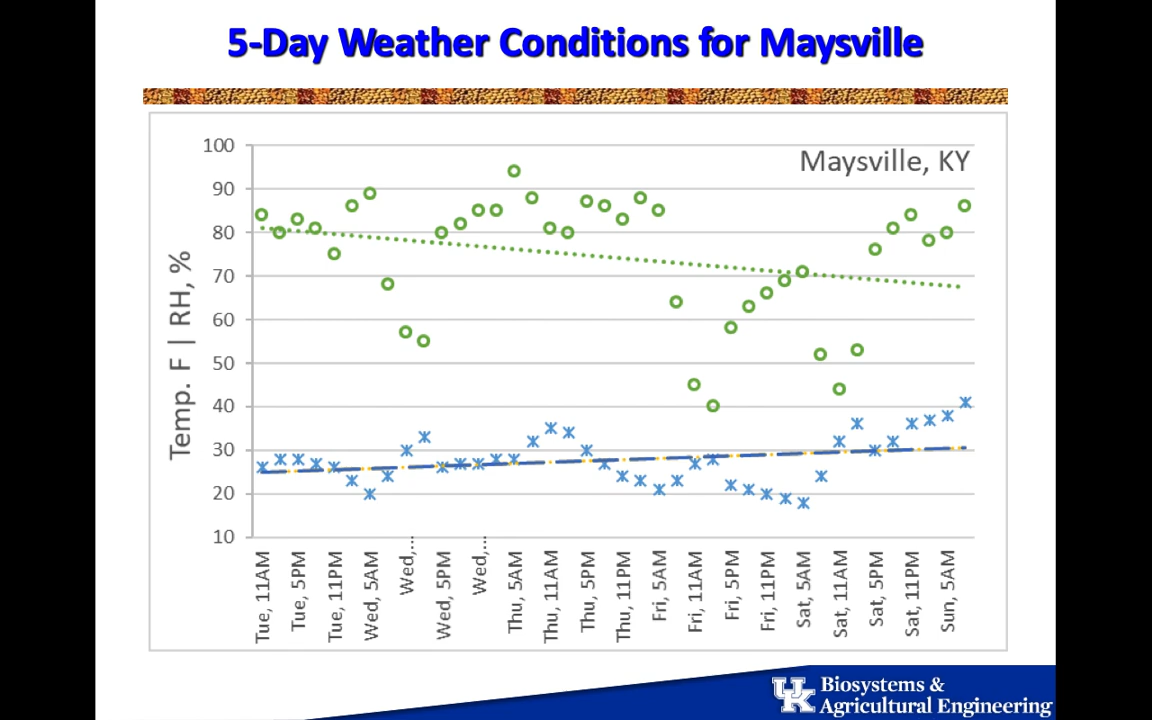 5-Day Weather Conditions for Maysville
Maysville, KY
Temp. F | RH, %
100
90
80
70
60
50
40
30
20
10
Tue, 11AM
Tue, 5PM
Tue, 11PM
Wed, 5AM
Wed,...
Wed, 5PM
Wed,...
Thu, 5AM
Thu, 11AM
Thu, 5PM
Thu, 11PM
Fri, 5AM
Fri, 11AM
Fri, 5PM
Fri, 11PM
Sat, 5AM
Sat, 11AM
Sat, 5PM
Sat, 11PM
Sun, 5AM
UK
Biosystems &
Agricultural Engineering